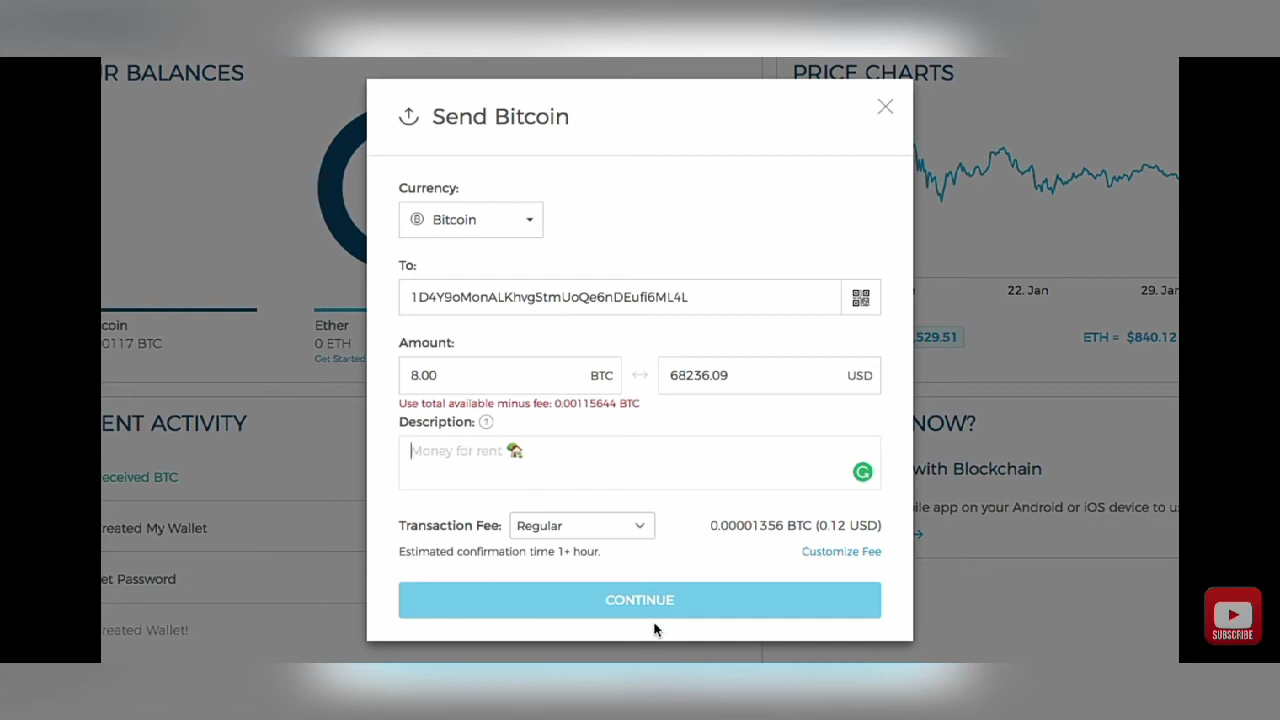 R BALANCES
PRICE CHARTS
Send Bitcoin
Currency:
Bitcoin
To:
1D4Y9oMonALKhvgStmUoQe6nDEufi6ML4L
22. Jan
29. Jan
coin
0117 BTC
Ether
0 ETH
Get Started
529.51
ETH = $840.12
Amount:
8.00 BTC
68236.09 USD
Use total available minus fee: 0.00115644 BTC
Description: ?
Money for rent 🏡
ENT ACTIVITY
NOW?
eceived BTC
with Blockchain
reated My Wallet
ile app on your Android or iOS device to us
Transaction Fee: Regular
0.00001356 BTC (0.12 USD)
Estimated confirmation time 1+ hour.
Customize Fee
et Password
CONTINUE
reated Wallet!
SUBSCRIBE